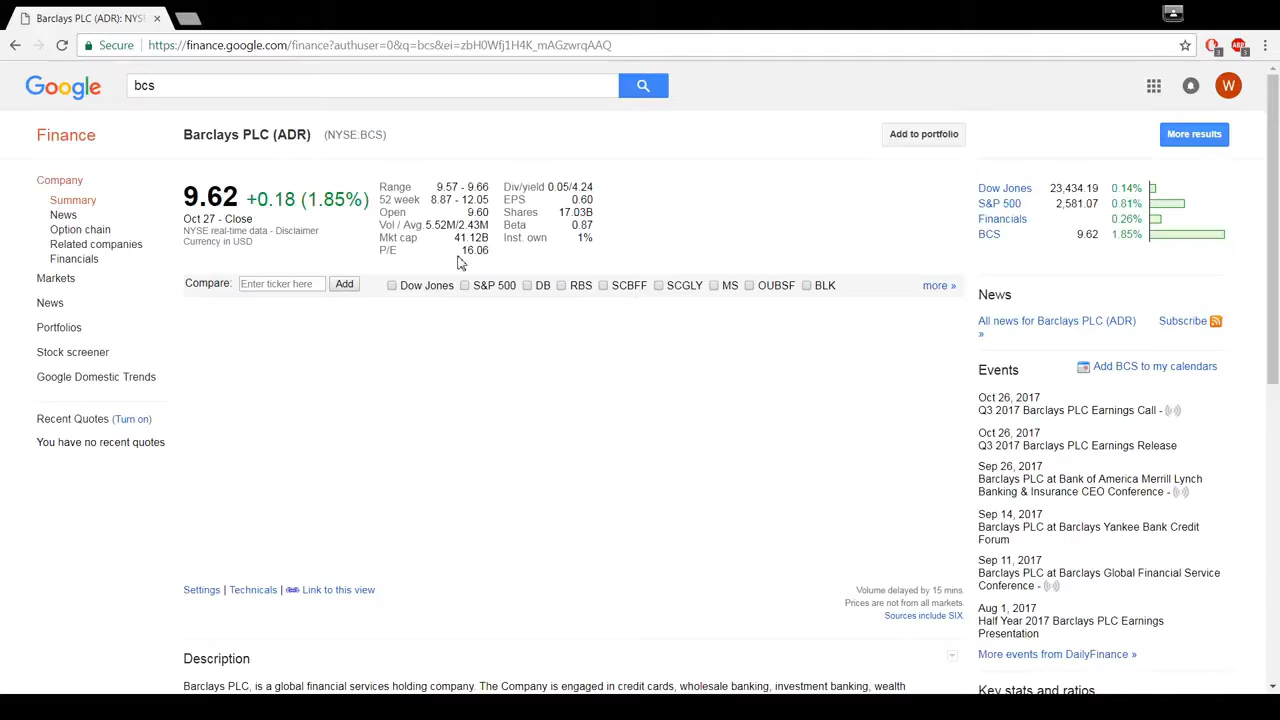 Barclays PLC (ADR): NYS
Secure
https://finance.google.com/finance?authuser=0&q=bcs&ei=zbH0Wfj1H4K_mAGzwrqAAQ
3
ABP
3
Google
bcs
W
Finance
Barclays PLC (ADR) (NYSE:BCS)
Add to portfolio
More results
Company
Summary
News
Option chain
Related companies
Financials
Markets
News
Portfolios
Stock screener
Google Domestic Trends
Recent Quotes (Turn on)
You have no recent quotes
9.62 +0.18 (1.85%)
Oct 27 - Close
NYSE real-time data - Disclaimer
Currency in USD
Range 9.57 - 9.66
52 week 8.87 - 12.05
Open 9.60
Vol / Avg. 5.52M/2.43M
Mkt cap 41.12B
P/E 16.06
Div/yield 0.05/4.24
EPS 0.60
Shares 17.03B
Beta 0.87
Inst. own 1%
Compare: Enter ticker here Add Dow Jones S&P 500 DB RBS SCBFF SCGLY MS OUBSF BLK more »
Settings | Technicals | Link to this view
Volume delayed by 15 mins.
Prices are not from all markets.
Sources include SIX.
Description
Barclays PLC, is a global financial services holding company. The Company is engaged in credit cards, wholesale banking, investment banking, wealth
Dow Jones 23,434.19 0.14%
S&P 500 2,581.07 0.81%
Financials 0.26%
BCS 9.62 1.85%
News
All news for Barclays PLC (ADR)
»
Subscribe
Events
Add BCS to my calendars
Oct 26, 2017
Q3 2017 Barclays PLC Earnings Call -
Oct 26, 2017
Q3 2017 Barclays PLC Earnings Release
Sep 26, 2017
Barclays PLC at Bank of America Merrill Lynch
Banking & Insurance CEO Conference -
Sep 14, 2017
Barclays PLC at Barclays Yankee Bank Credit
Forum
Sep 11, 2017
Barclays PLC at Barclays Global Financial Service
Conference -
Aug 1, 2017
Half Year 2017 Barclays PLC Earnings
Presentation
More events from DailyFinance »
Key stats and ratios